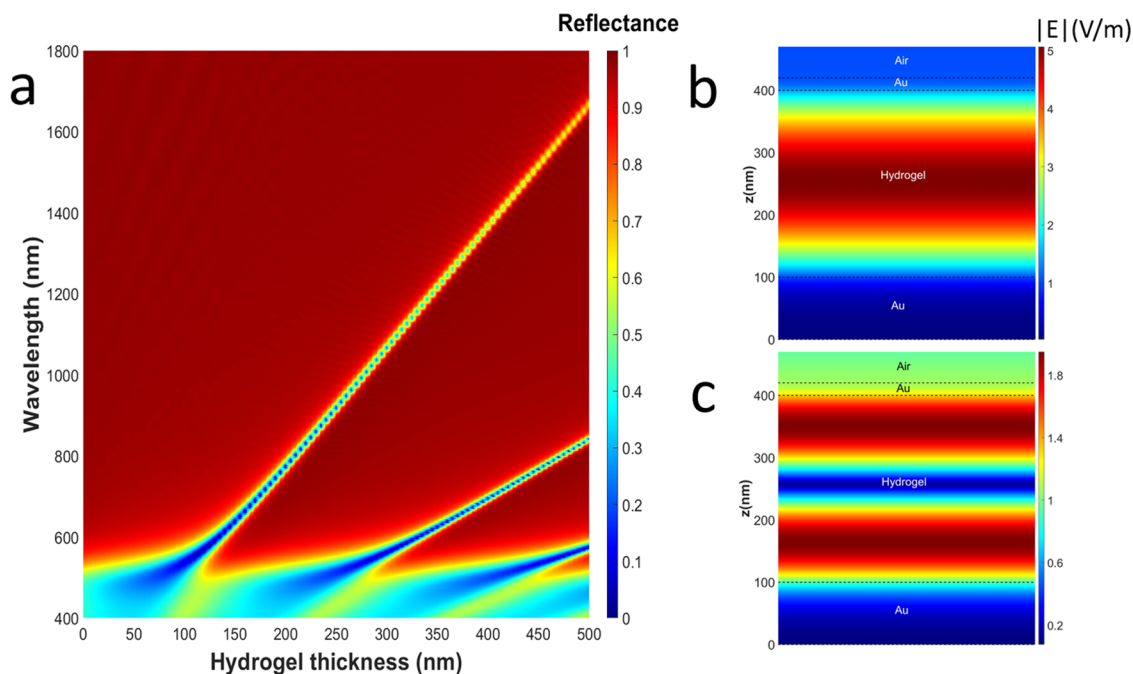 Reflectance
a
1800
1600
1400
1200
1000
800
600
400
Wavelength (nm)
0
50
100
150
200
250
300
350
400
450
500
Hydrogel thickness (nm)
1
0.9
0.8
0.7
0.6
0.5
0.4
0.3
0.2
0.1
0
|E|(V/m)
b
Air
Au
Hydrogel
Au
400
300
200
100
0
z(nm)
5
4
3
2
1
c
Air
Au
Hydrogel
Au
400
300
200
100
0
z(nm)
1.8
1.4
1
0.6
0.2